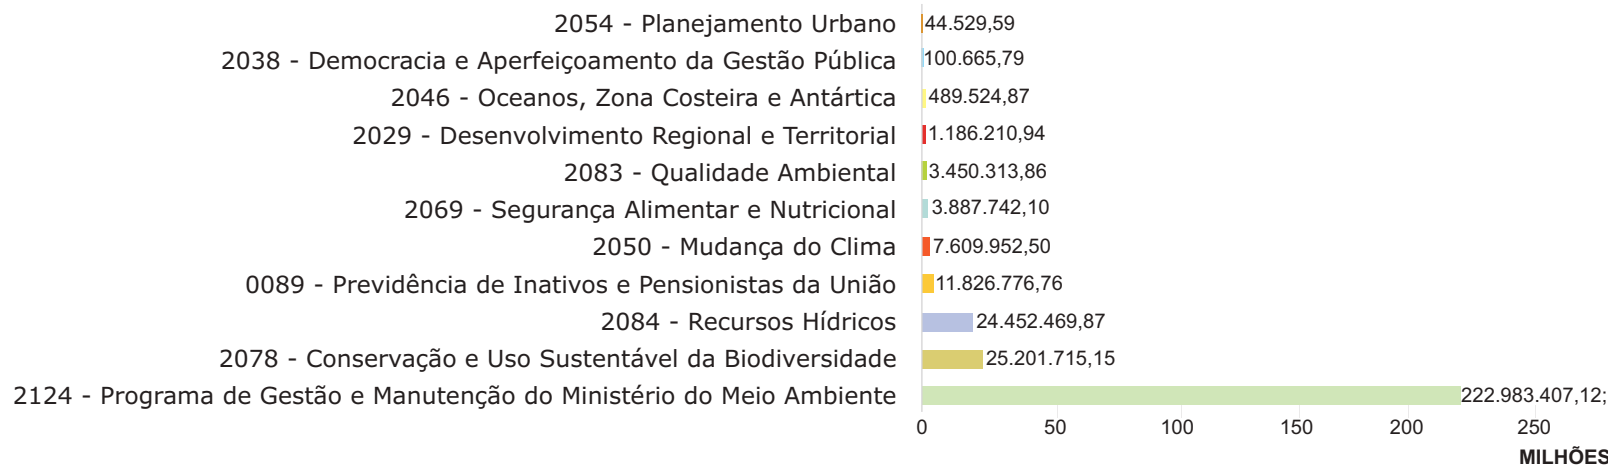 2054 - Planejamento Urbano 44.529,59
2038 - Democracia e Aperfeiçoamento da Gestão Pública 100.665,79
2046 - Oceanos, Zona Costeira e Antártica 489.524,87
2029 - Desenvolvimento Regional e Territorial 1.186.210,94
2083 - Qualidade Ambiental 3.450.313,86
2069 - Segurança Alimentar e Nutricional 3.887.742,10
2050 - Mudança do Clima 7.609.952,50
0089 - Previdência de Inativos e Pensionistas da União 11.826.776,76
2084 - Recursos Hídricos 24.452.469,87
2078 - Conservação e Uso Sustentável da Biodiversidade 25.201.715,15
2124 - Programa de Gestão e Manutenção do Ministério do Meio Ambiente 222.983.407,12;
0 50 100 150 200 250
MILHÕES